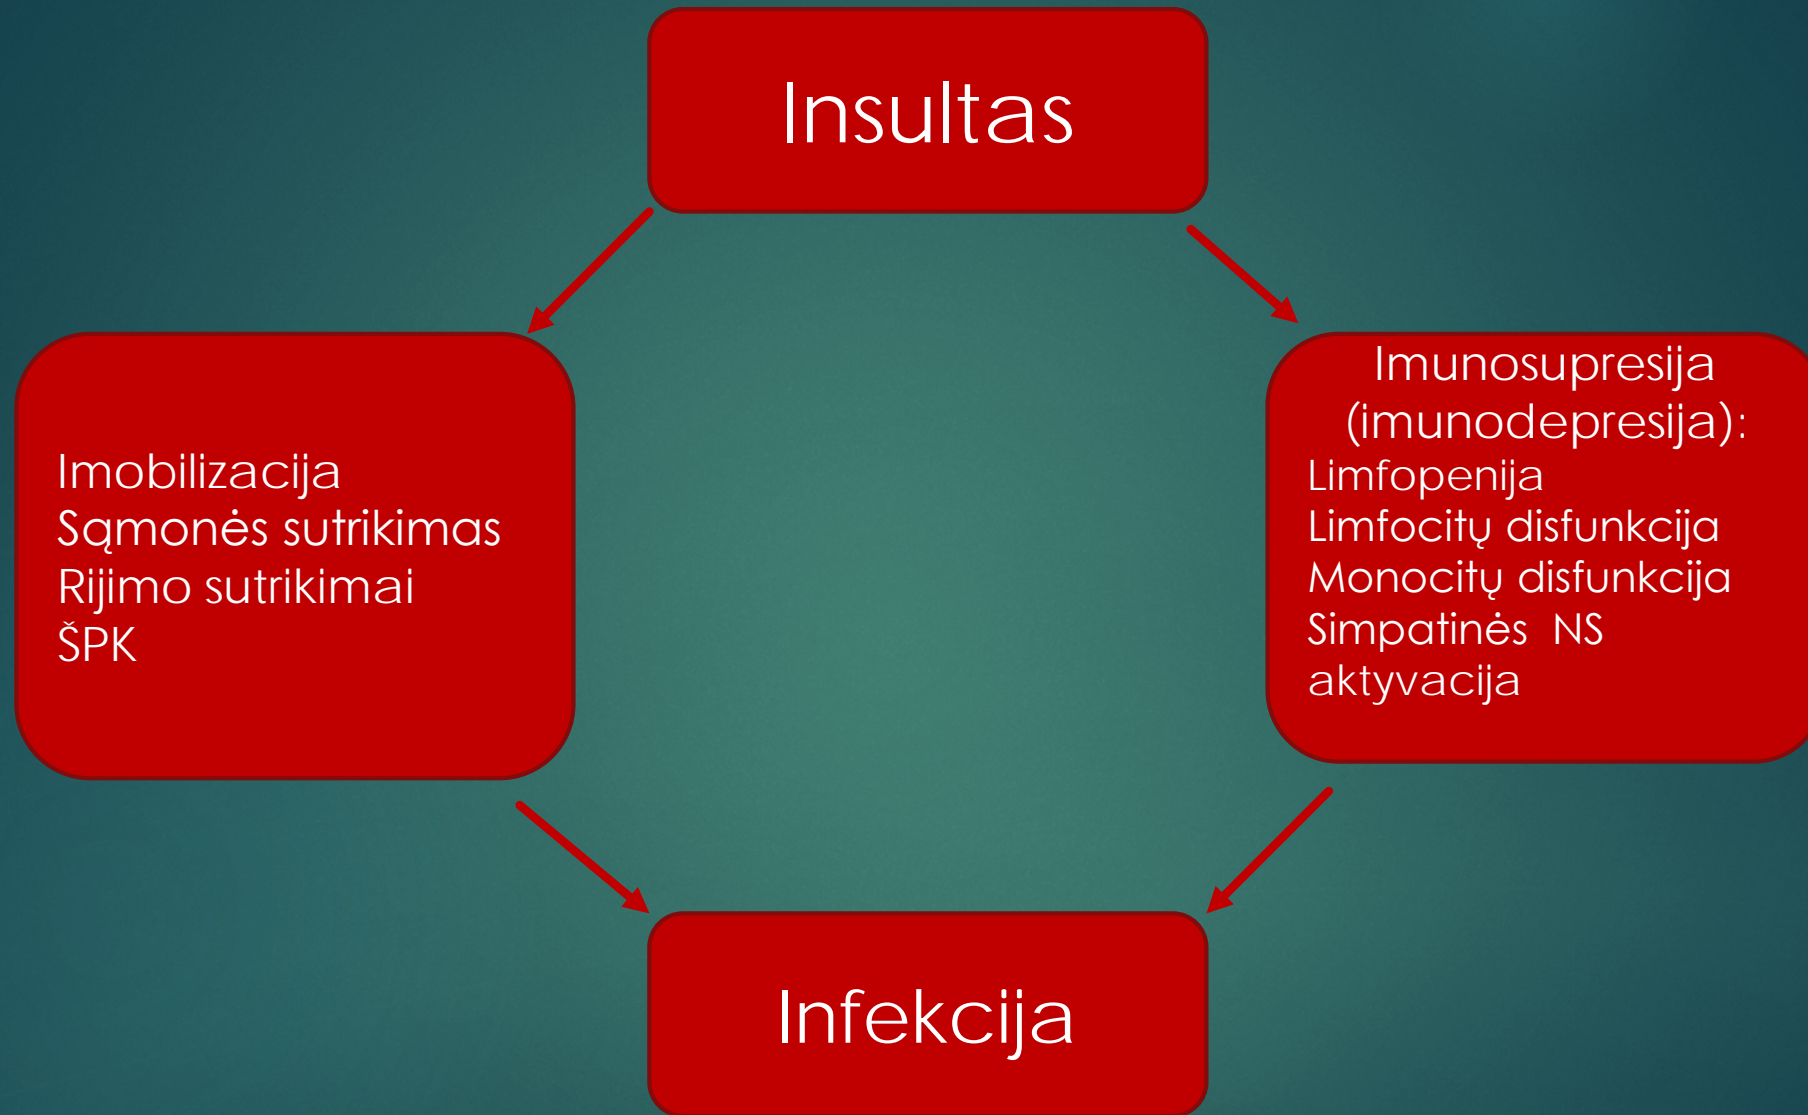 Insultas
Imobilizacija
Sąmonės sutrikimas
Rijimo sutrikimai
ŠPK
Imunosupresija
(imunodepresija):
Limfopenija
Limfocitų disfunkcija
Monocitų disfunkcija
Simpatinės NS
aktyvacija
Infekcija